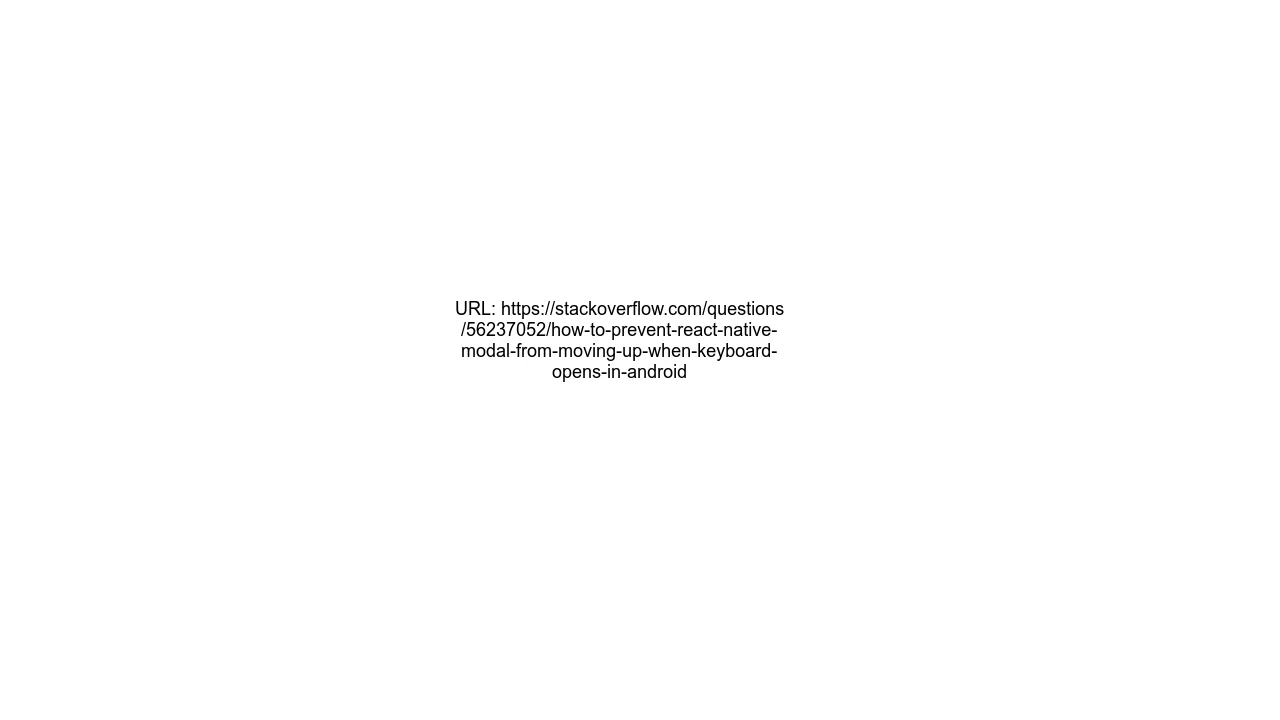 URL: https://stackoverflow.com/questions
/56237052/how-to-prevent-react-native-
modal-from-moving-up-when-keyboard-
opens-in-android